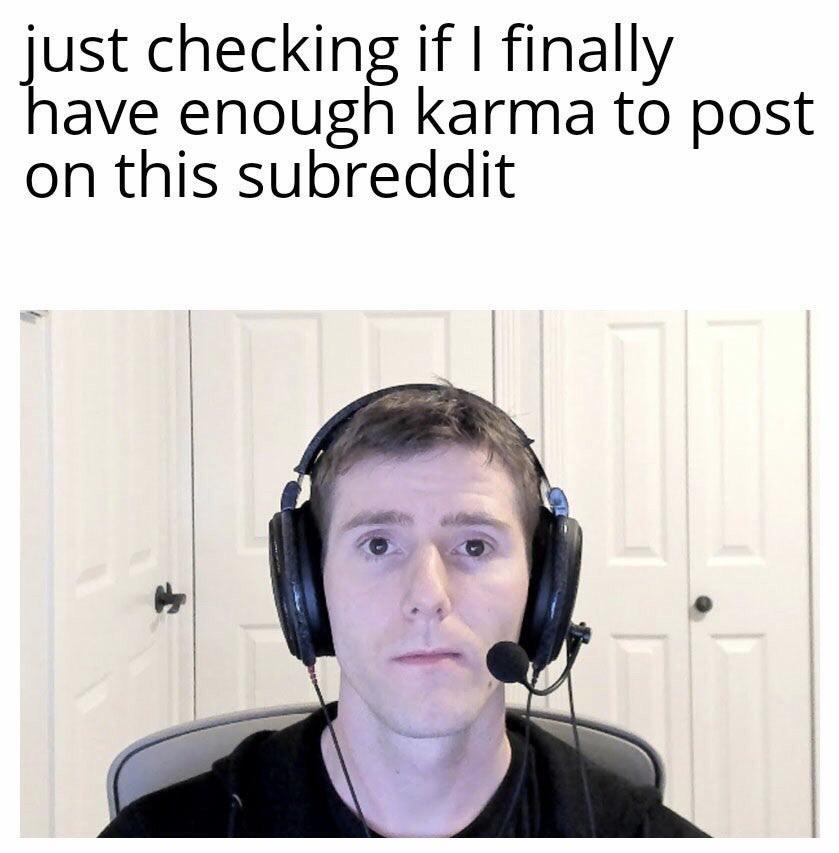 just checking if I finally
have enough karma to post
on this subreddit